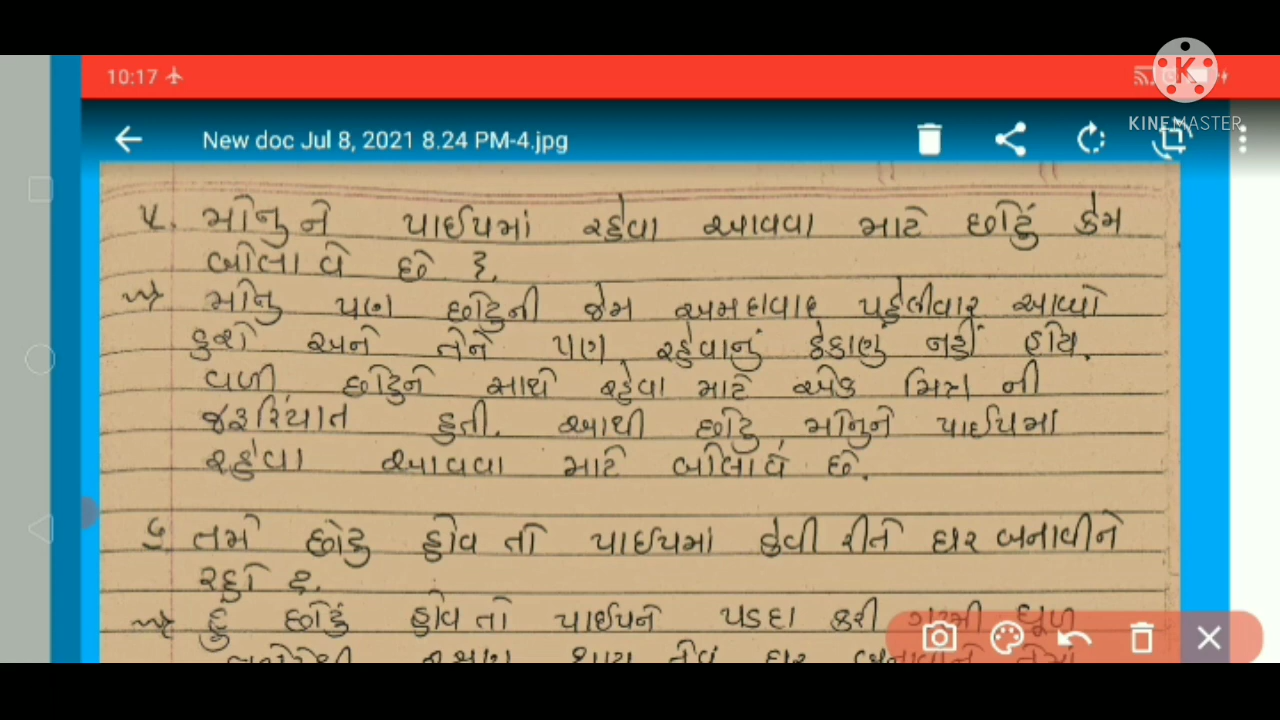 10:17
KINEMASTER
New doc Jul 8, 2021 8.24 PM-4.jpg
૫. મોનુ ને પાઈપમાં રહેવા આવવા માટે છોટું કેમ
બોલાવે છે ?
મોનુ પણ છોટુની જેમ અમદાવાદ પહેલીવાર આવ્યો
હશે અને તેને પણ રહેવાનું ઠેકાણું નહીં હોય.
વળી છોટુને સાથે રહેવા માટે એક મિત્ર ની
જરૂરિયાત હતી. આથી છોટુ મોનુને પાઈપમાં
રહેવા આવવા માટે બોલાવે છે.
૬ તમે છોટુ હોવ તો પાઈપમાં કેવી રીતે ઘર બનાવીને
રહો ?
હું છોટું હોવ તો પાઈપને પડદા કરી ગરમી ધૂળ